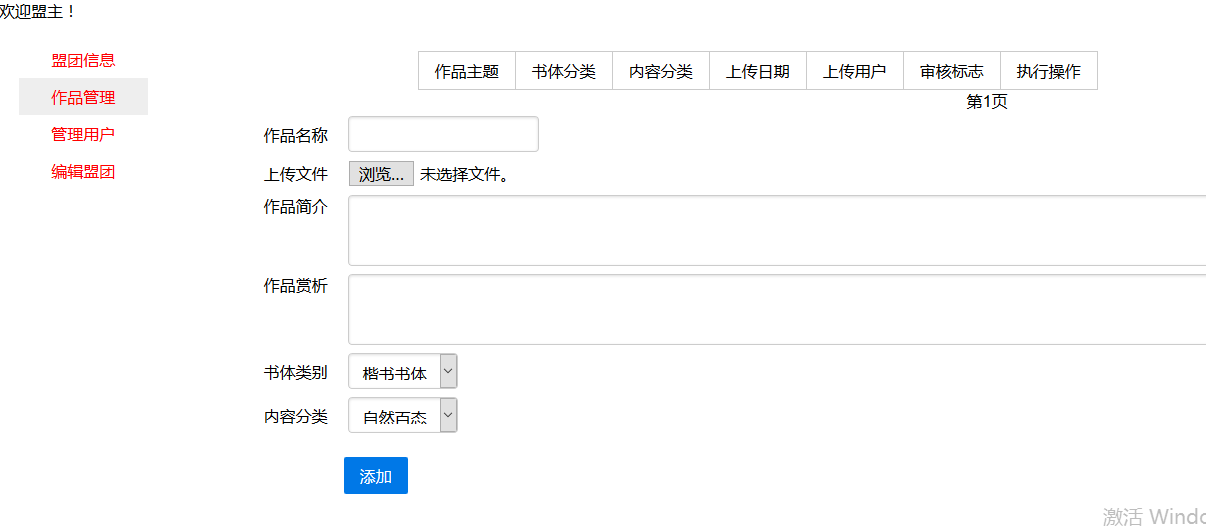 欢迎盟主！
盟团信息
作品管理
管理用户
编辑盟团
作品主题 书体分类 内容分类 上传日期 上传用户 审核标志 执行操作
第1页
作品名称
上传文件 浏览... 未选择文件。
作品简介
作品赏析
书体类别 楷书书体
内容分类 自然百态
添加
激活 Windo